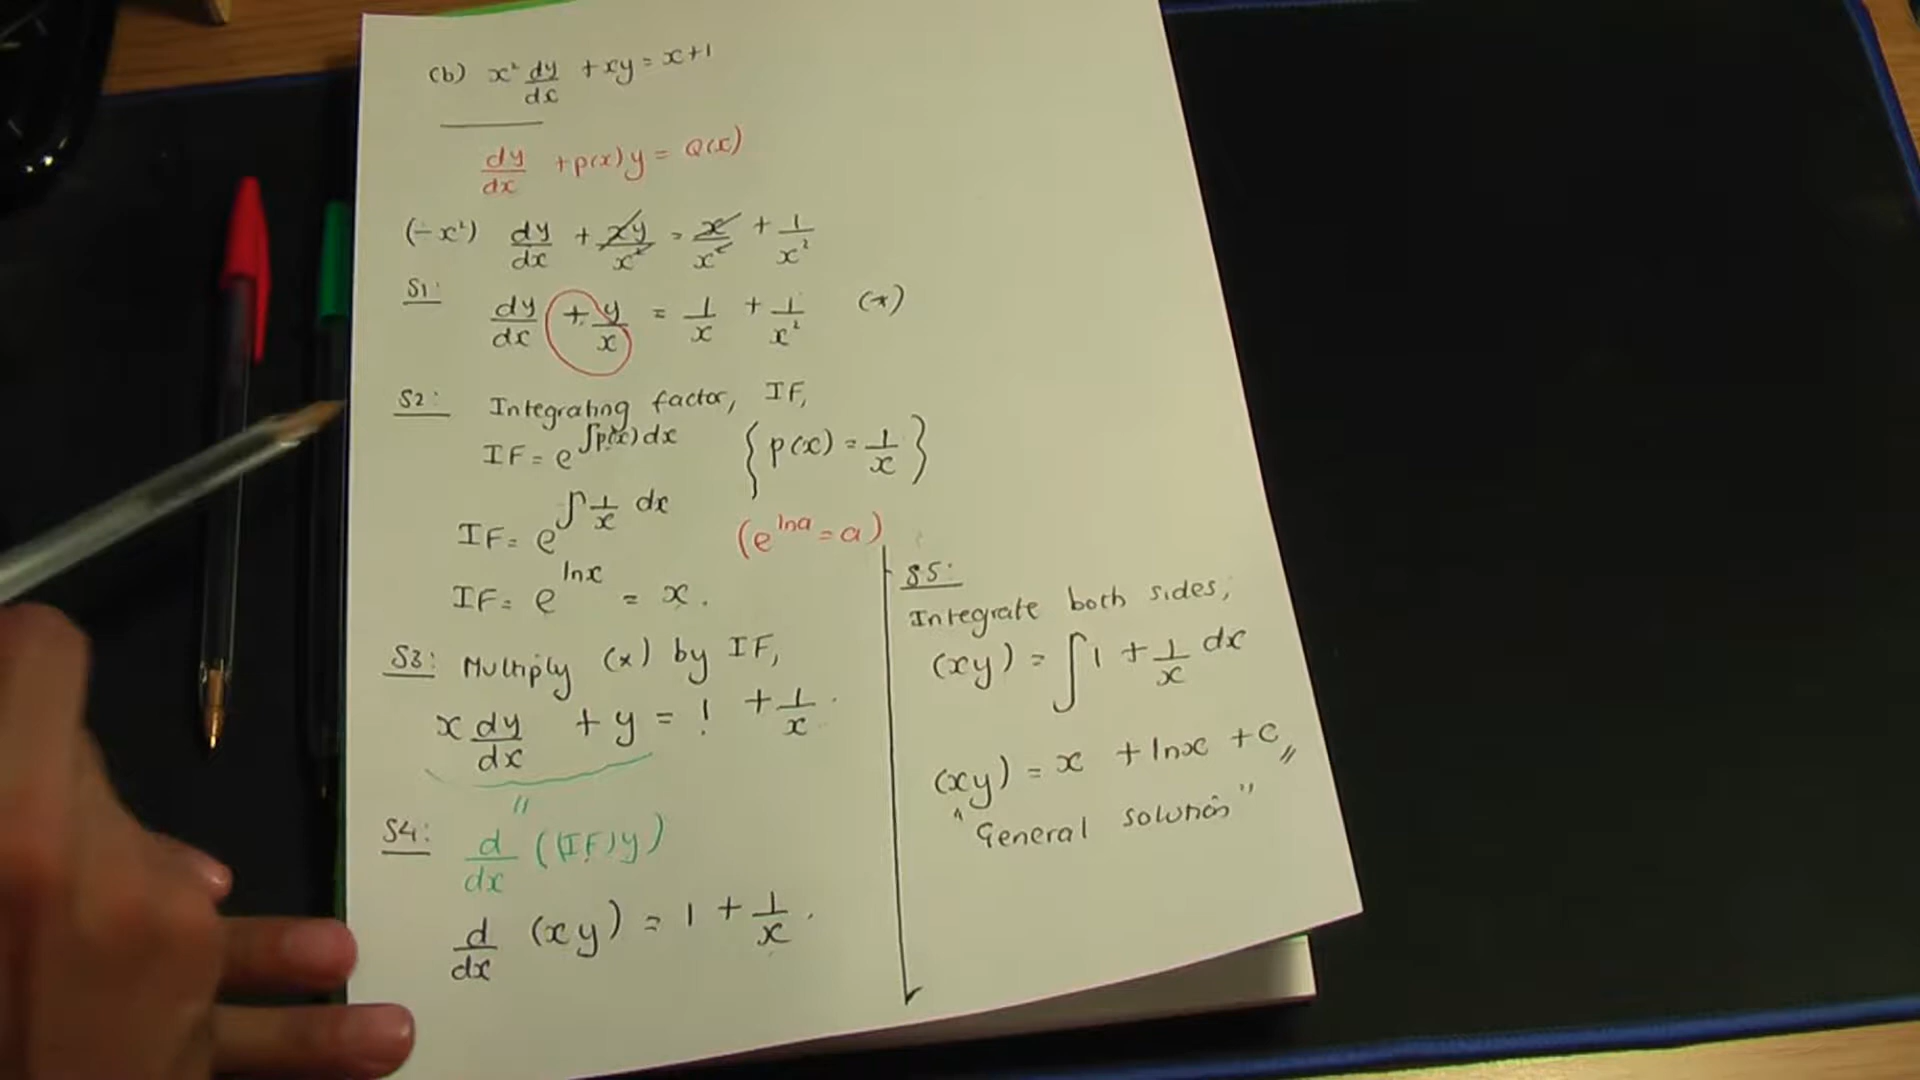 (b) x² dy/dx + xy = x+1
dy/dx + p(x)y = Q(x)
(÷x²) dy/dx + xy/x² = x/x² + 1/x²
S1:
dy/dx + y/x = 1/x + 1/x² (*)
S2: Integrating factor, IF,
IF = e^∫p(x)dx {p(x) = 1/x}
IF = e^∫1/x dx
(e^lna = a)
IF = e^lnx = x.
S3: Multiply (*) by IF,
x dy/dx + y = 1 + 1/x.
"
S4: d/dx ((IF)y)
d/dx (xy) = 1 + 1/x.
S5:
Integrate both sides,
(xy) = ∫1 + 1/x dx
(xy) = x + lnx + c,,
"General solution"